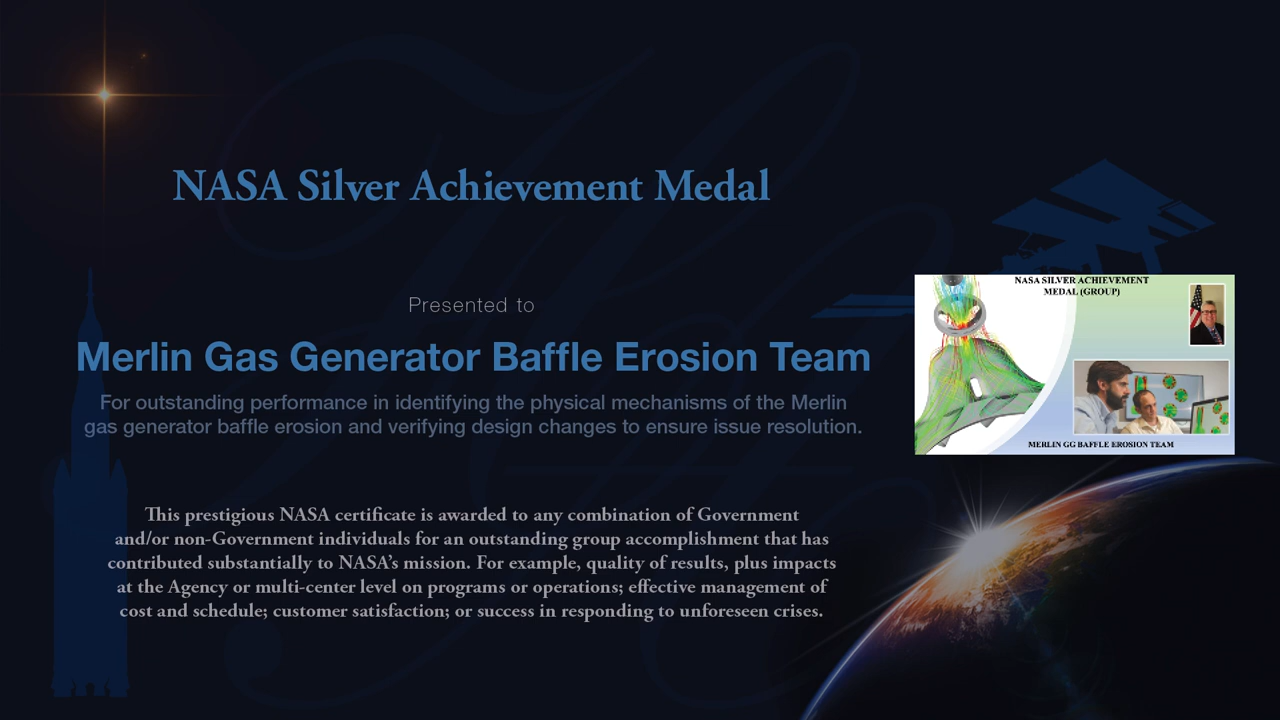 NASA Silver Achievement Medal
Presented to
Merlin Gas Generator Baffle Erosion Team
For outstanding performance in identifying the physical mechanisms of the Merlin
gas generator baffle erosion and verifying design changes to ensure issue resolution.
NASA SILVER ACHIEVEMENT
MEDAL (GROUP)
MERLIN GG BAFFLE EROSION TEAM
This prestigious NASA certificate is awarded to any combination of Government
and/or non-Government individuals for an outstanding group accomplishment that has
contributed substantially to NASA's mission. For example, quality of results, plus impacts
at the Agency or multi-center level on programs or operations; effective management of
cost and schedule; customer satisfaction; or success in responding to unforeseen crises.